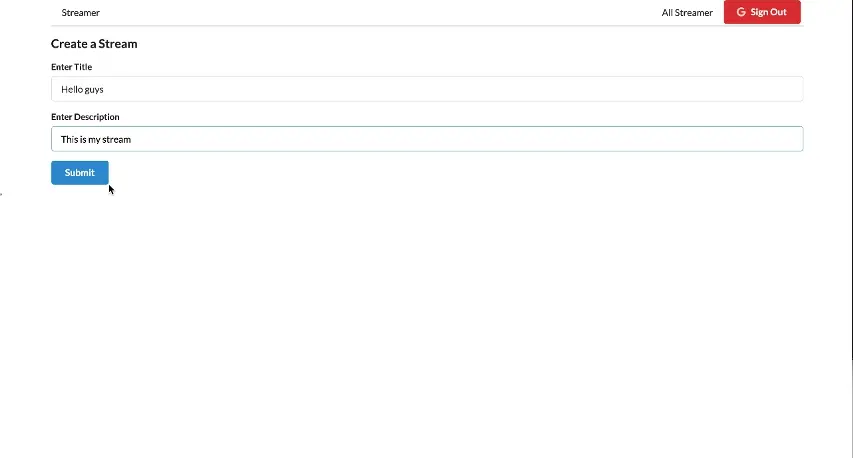 Streamer
All Streamer
Sign Out
Create a Stream
Enter Title
Hello guys
Enter Description
This is my stream
Submit